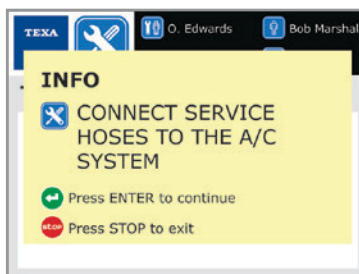 TEXA
O. Edwards
Bob Marshal
INFO
CONNECT SERVICE
HOSES TO THE A/C
SYSTEM
Press ENTER to continue
stop Press STOP to exit